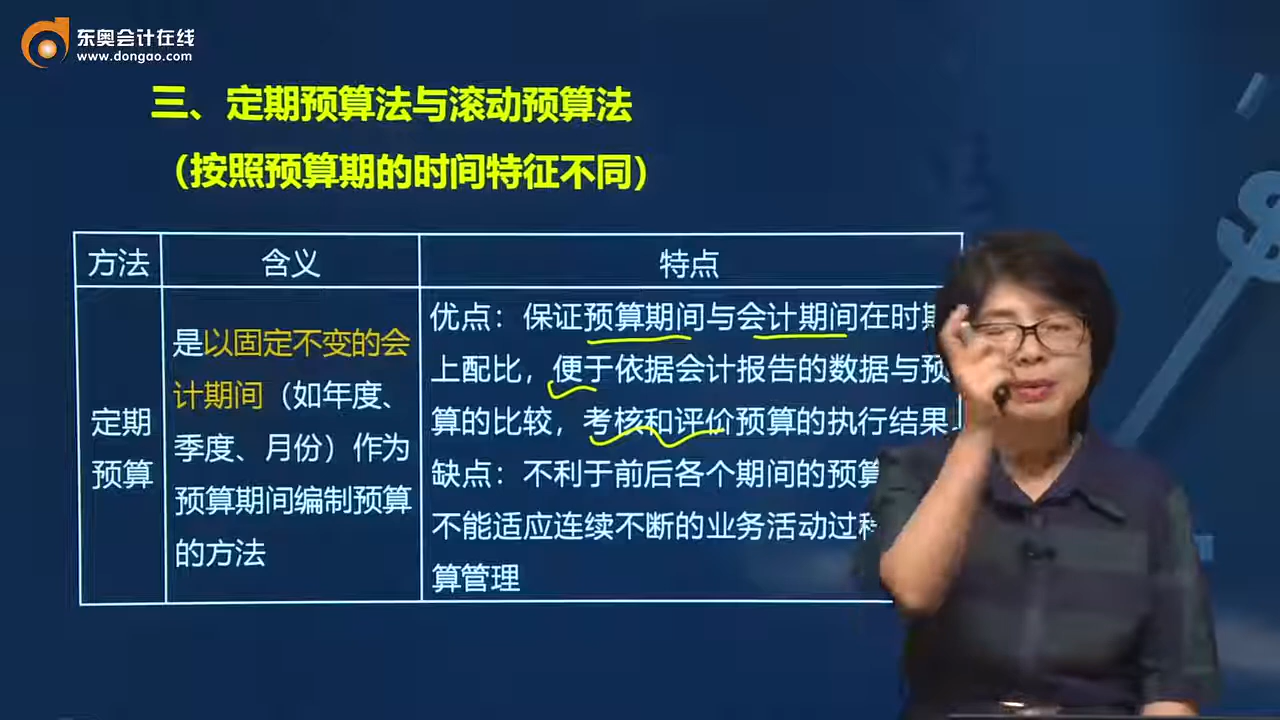 东奥会计在线
www.dongao.com
三、定期预算法与滚动预算法
（按照预算期的时间特征不同）
方法
含义
特点
定期
预算
是以固定不变的会
计期间（如年度、
季度、月份）作为
预算期间编制预算
的方法
优点：保证预算期间与会计期间在时期
上配比，便于依据会计报告的数据与预
算的比较，考核和评价预算的执行结果
缺点：不利于前后各个期间的预算
不能适应连续不断的业务活动过程
算管理